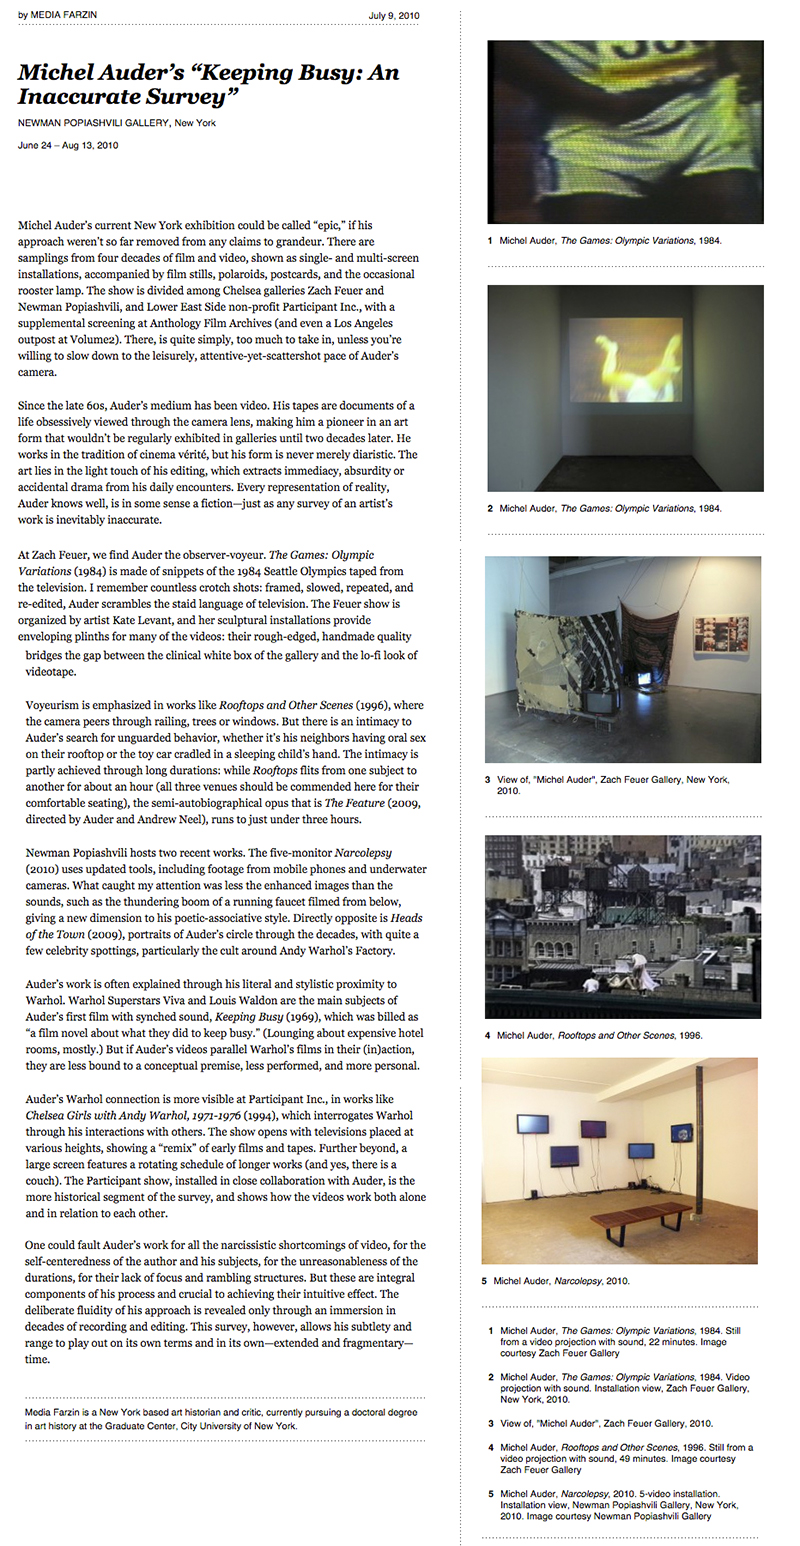 by MEDIA FARZIN
July 9, 2010
Michel Auder's “Keeping Busy: An
Inaccurate Survey”
NEWMAN POPIASHVILI GALLERY, New York
June 24 – Aug 13, 2010
Michel Auder's current New York exhibition could be called “epic,” if his
approach weren't so far removed from any claims to grandeur. There are
samplings from four decades of film and video, shown as single- and multi-screen
installations, accompanied by film stills, polaroids, postcards, and the occasional
rooster lamp. The show is divided among Chelsea galleries Zach Feuer and
Newman Popiashvili, and Lower East Side non-profit Participant Inc., with a
supplemental screening at Anthology Film Archives (and even a Los Angeles
outpost at Volume2). There, is quite simply, too much to take in, unless you're
willing to slow down to the leisurely, attentive-yet-scattershot pace of Auder's
camera.
Since the late 60s, Auder's medium has been video. His tapes are documents of a
life obsessively viewed through the camera lens, making him a pioneer in an art
form that wouldn't be regularly exhibited in galleries until two decades later. He
works in the tradition of cinema vérité, but his form is never merely diaristic. The
art lies in the light touch of his editing, which extracts immediacy, absurdity or
accidental drama from his daily encounters. Every representation of reality,
Auder knows well, is in some sense a fiction—just as any survey of an artist's
work is inevitably inaccurate.
At Zach Feuer, we find Auder the observer-voyeur. The Games: Olympic
Variations (1984) is made of snippets of the 1984 Seattle Olympics taped from
the television. I remember countless crotch shots: framed, slowed, repeated, and
re-edited, Auder scrambles the staid language of television. The Feuer show is
organized by artist Kate Levant, and her sculptural installations provide
enveloping plinths for many of the videos: their rough-edged, handmade quality
bridges the gap between the clinical white box of the gallery and the lo-fi look of
videotape.
Voyeurism is emphasized in works like Rooftops and Other Scenes (1996), where
the camera peers through railing, trees or windows. But there is an intimacy to
Auder's search for unguarded behavior, whether it's his neighbors having oral sex
on their rooftop or the toy car cradled in a sleeping child's hand. The intimacy is
partly achieved through long durations: while Rooftops flits from one subject to
another for about an hour (all three venues should be commended here for their
comfortable seating), the semi-autobiographical opus that is The Feature (2009,
directed by Auder and Andrew Neel), runs to just under three hours.
Newman Popiashvili hosts two recent works. The five-monitor Narcolepsy
(2010) uses updated tools, including footage from mobile phones and underwater
cameras. What caught my attention was less the enhanced images than the
sounds, such as the thundering boom of a running faucet filmed from below,
giving a new dimension to his poetic-associative style. Directly opposite is Heads
of the Town (2009), portraits of Auder's circle through the decades, with quite a
few celebrity spottings, particularly the cult around Andy Warhol's Factory.
Auder's work is often explained through his literal and stylistic proximity to
Warhol. Warhol Superstars Viva and Louis Waldon are the main subjects of
Auder's first film with synched sound, Keeping Busy (1969), which was billed as
“a film novel about what they did to keep busy.” (Lounging about expensive hotel
rooms, mostly.) But if Auder's videos parallel Warhol's films in their (in)action,
they are less bound to a conceptual premise, less performed, and more personal.
Auder's Warhol connection is more visible at Participant Inc., in works like
Chelsea Girls with Andy Warhol, 1971-1976 (1994), which interrogates Warhol
through his interactions with others. The show opens with televisions placed at
various heights, showing a “remix” of early films and tapes. Further beyond, a
large screen features a rotating schedule of longer works (and yes, there is a
couch). The Participant show, installed in close collaboration with Auder, is the
more historical segment of the survey, and shows how the videos work both alone
and in relation to each other.
One could fault Auder's work for all the narcissistic shortcomings of video, for the
self-centeredness of the author and his subjects, for the unreasonableness of the
durations, for their lack of focus and rambling structures. But these are integral
components of his process and crucial to achieving their intuitive effect. The
deliberate fluidity of his approach is revealed only through an immersion in
decades of recording and editing. This survey, however, allows his subtlety and
range to play out on its own terms and in its own—extended and fragmentary—
time.
Media Farzin is a New York based art historian and critic, currently pursuing a doctoral degree
in art history at the Graduate Center, City University of New York.
1 Michel Auder, The Games: Olympic Variations, 1984.
2 Michel Auder, The Games: Olympic Variations, 1984.
3 View of, "Michel Auder", Zach Feuer Gallery, New York,
2010.
4 Michel Auder, Rooftops and Other Scenes, 1996.
5 Michel Auder, Narcolepsy, 2010.
1 Michel Auder, The Games: Olympic Variations, 1984. Still
from a video projection with sound, 22 minutes. Image
courtesy Zach Feuer Gallery
2 Michel Auder, The Games: Olympic Variations, 1984. Video
projection with sound. Installation view, Zach Feuer Gallery,
New York, 2010.
3 View of, "Michel Auder", Zach Feuer Gallery, 2010.
4 Michel Auder, Rooftops and Other Scenes, 1996. Still from a
video projection with sound, 49 minutes. Image courtesy
Zach Feuer Gallery
5 Michel Auder, Narcolepsy, 2010. 5-video installation.
Installation view, Newman Popiashvili Gallery, New York,
2010. Image courtesy Newman Popiashvili Gallery